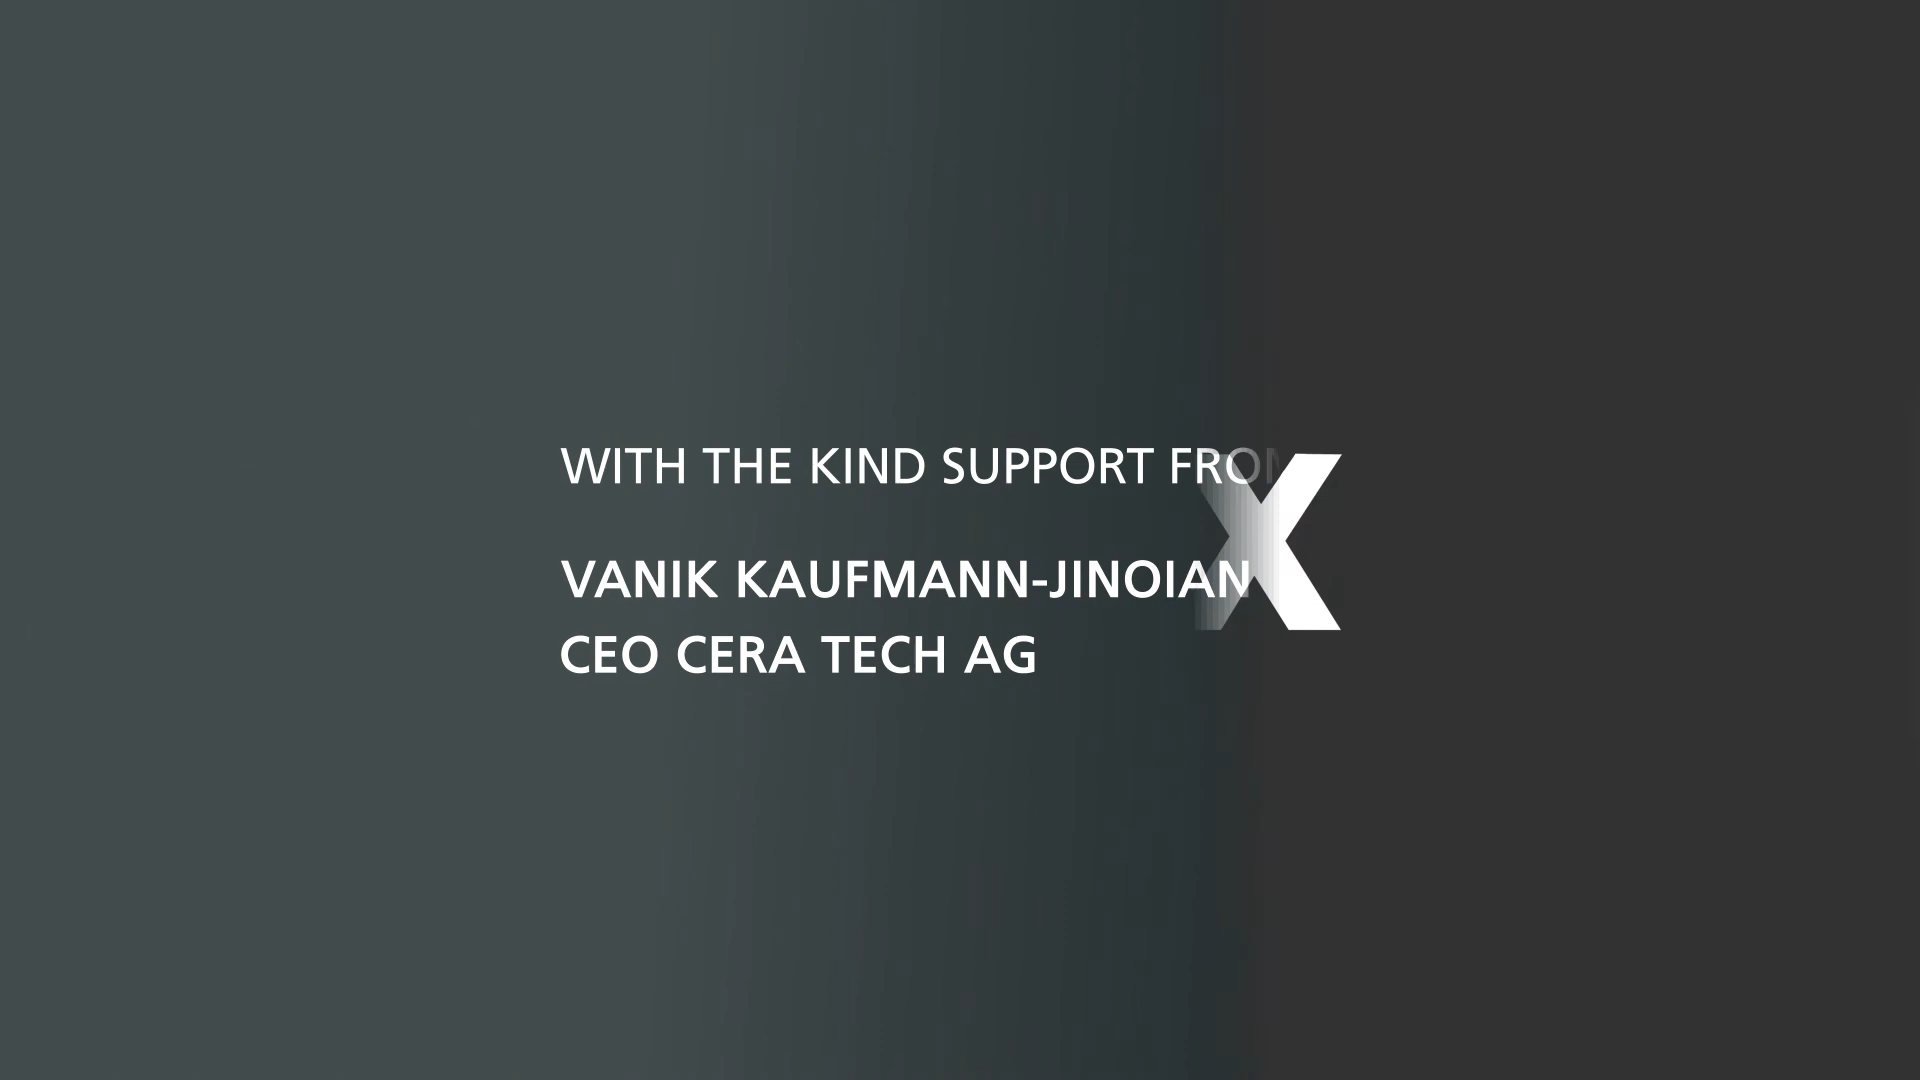 WITH THE KIND SUPPORT FROM
X
VANIK KAUFMANN-JINOIAN
CEO CERA TECH AG